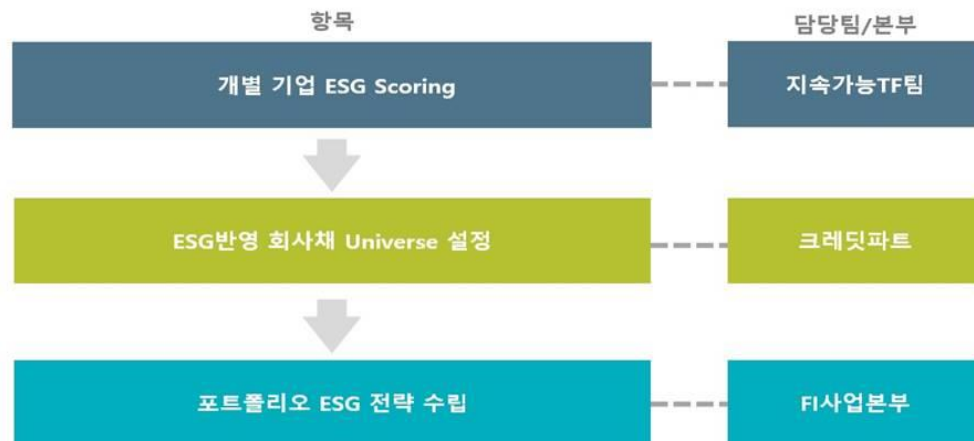 항목
담당팀/본부
개별 기업 ESG Scoring
지속가능TF팀
ESG반영 회사채 Universe 설정
크레딧파트
포트폴리오 ESG 전략 수립
FI사업본부